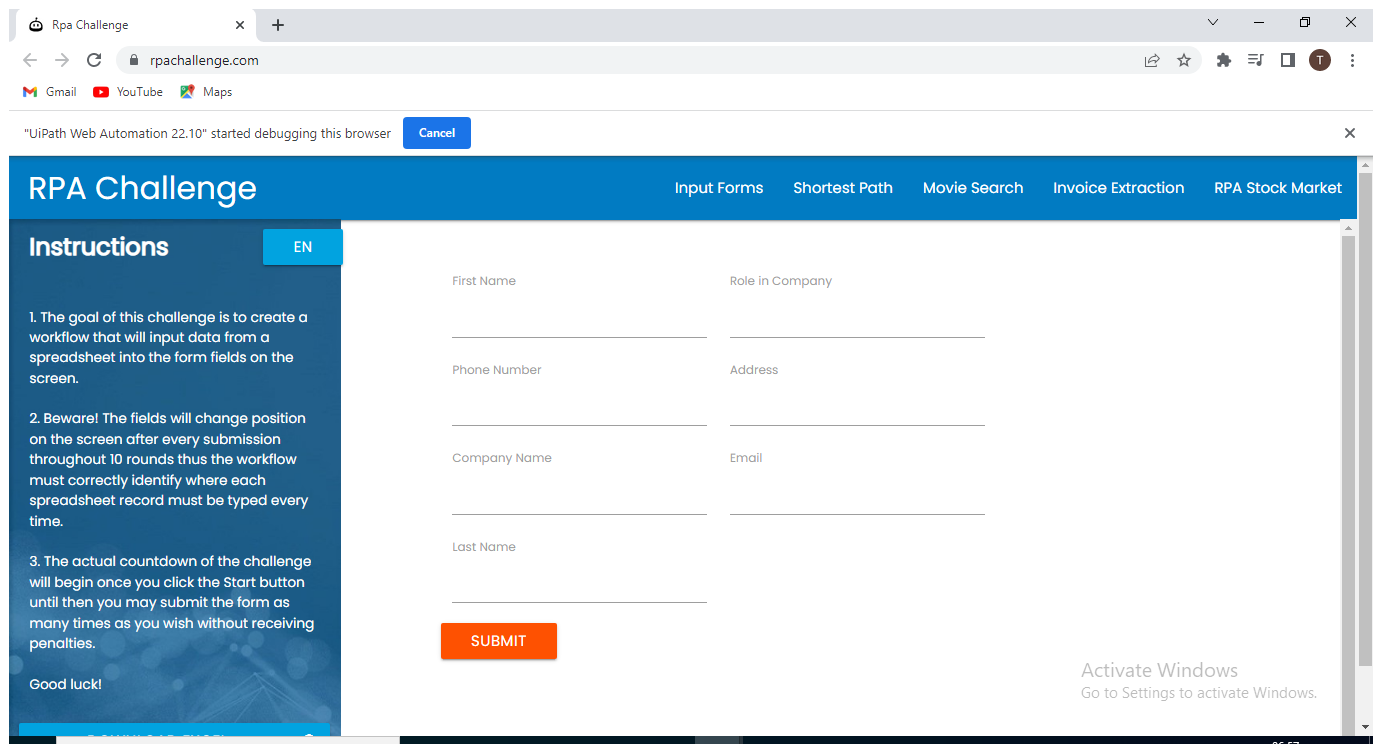 Rpa Challenge
rpachallenge.com
T
Gmail YouTube Maps
"UiPath Web Automation 22.10" started debugging this browser Cancel
RPA Challenge Input Forms Shortest Path Movie Search Invoice Extraction RPA Stock Market
Instructions EN
1. The goal of this challenge is to create a
workflow that will input data from a
spreadsheet into the form fields on the
screen.
2. Beware! The fields will change position
on the screen after every submission
throughout 10 rounds thus the workflow
must correctly identify where each
spreadsheet record must be typed every
time.
3. The actual countdown of the challenge
will begin once you click the Start button
until then you may submit the form as
many times as you wish without receiving
penalties.
Good luck!
First Name Role in Company
Phone Number Address
Company Name Email
Last Name
SUBMIT
Activate Windows
Go to Settings to activate Windows.